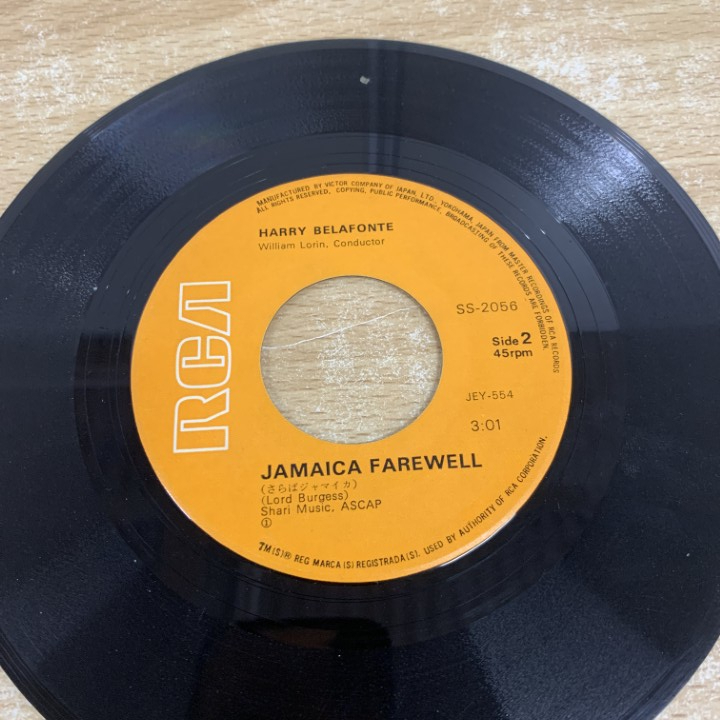 MANUFACTURED BY VICTOR COMPANY OF JAPAN, LTD., YOKOHAMA, JAPAN FROM MASTER RECORDINGS OF RCA RECORDS
ALL RIGHTS RESERVED, COPYING, PUBLIC PERFORMANCE, BROADCASTING OF THESE RECORDS ARE FORBIDDEN.
HARRY BELAFONTE
William Lorin, Conductor
RCA
SS-2056
Side 2
45rpm
JEY-554
3:01
JAMAICA FAREWELL
(さらばジャマイカ)
(Lord Burgess)
Shari Music, ASCAP
①
TM(S)® REG MARCA(S) REGISTRADA(S). USED BY AUTHORITY OF RCA CORPORATION.